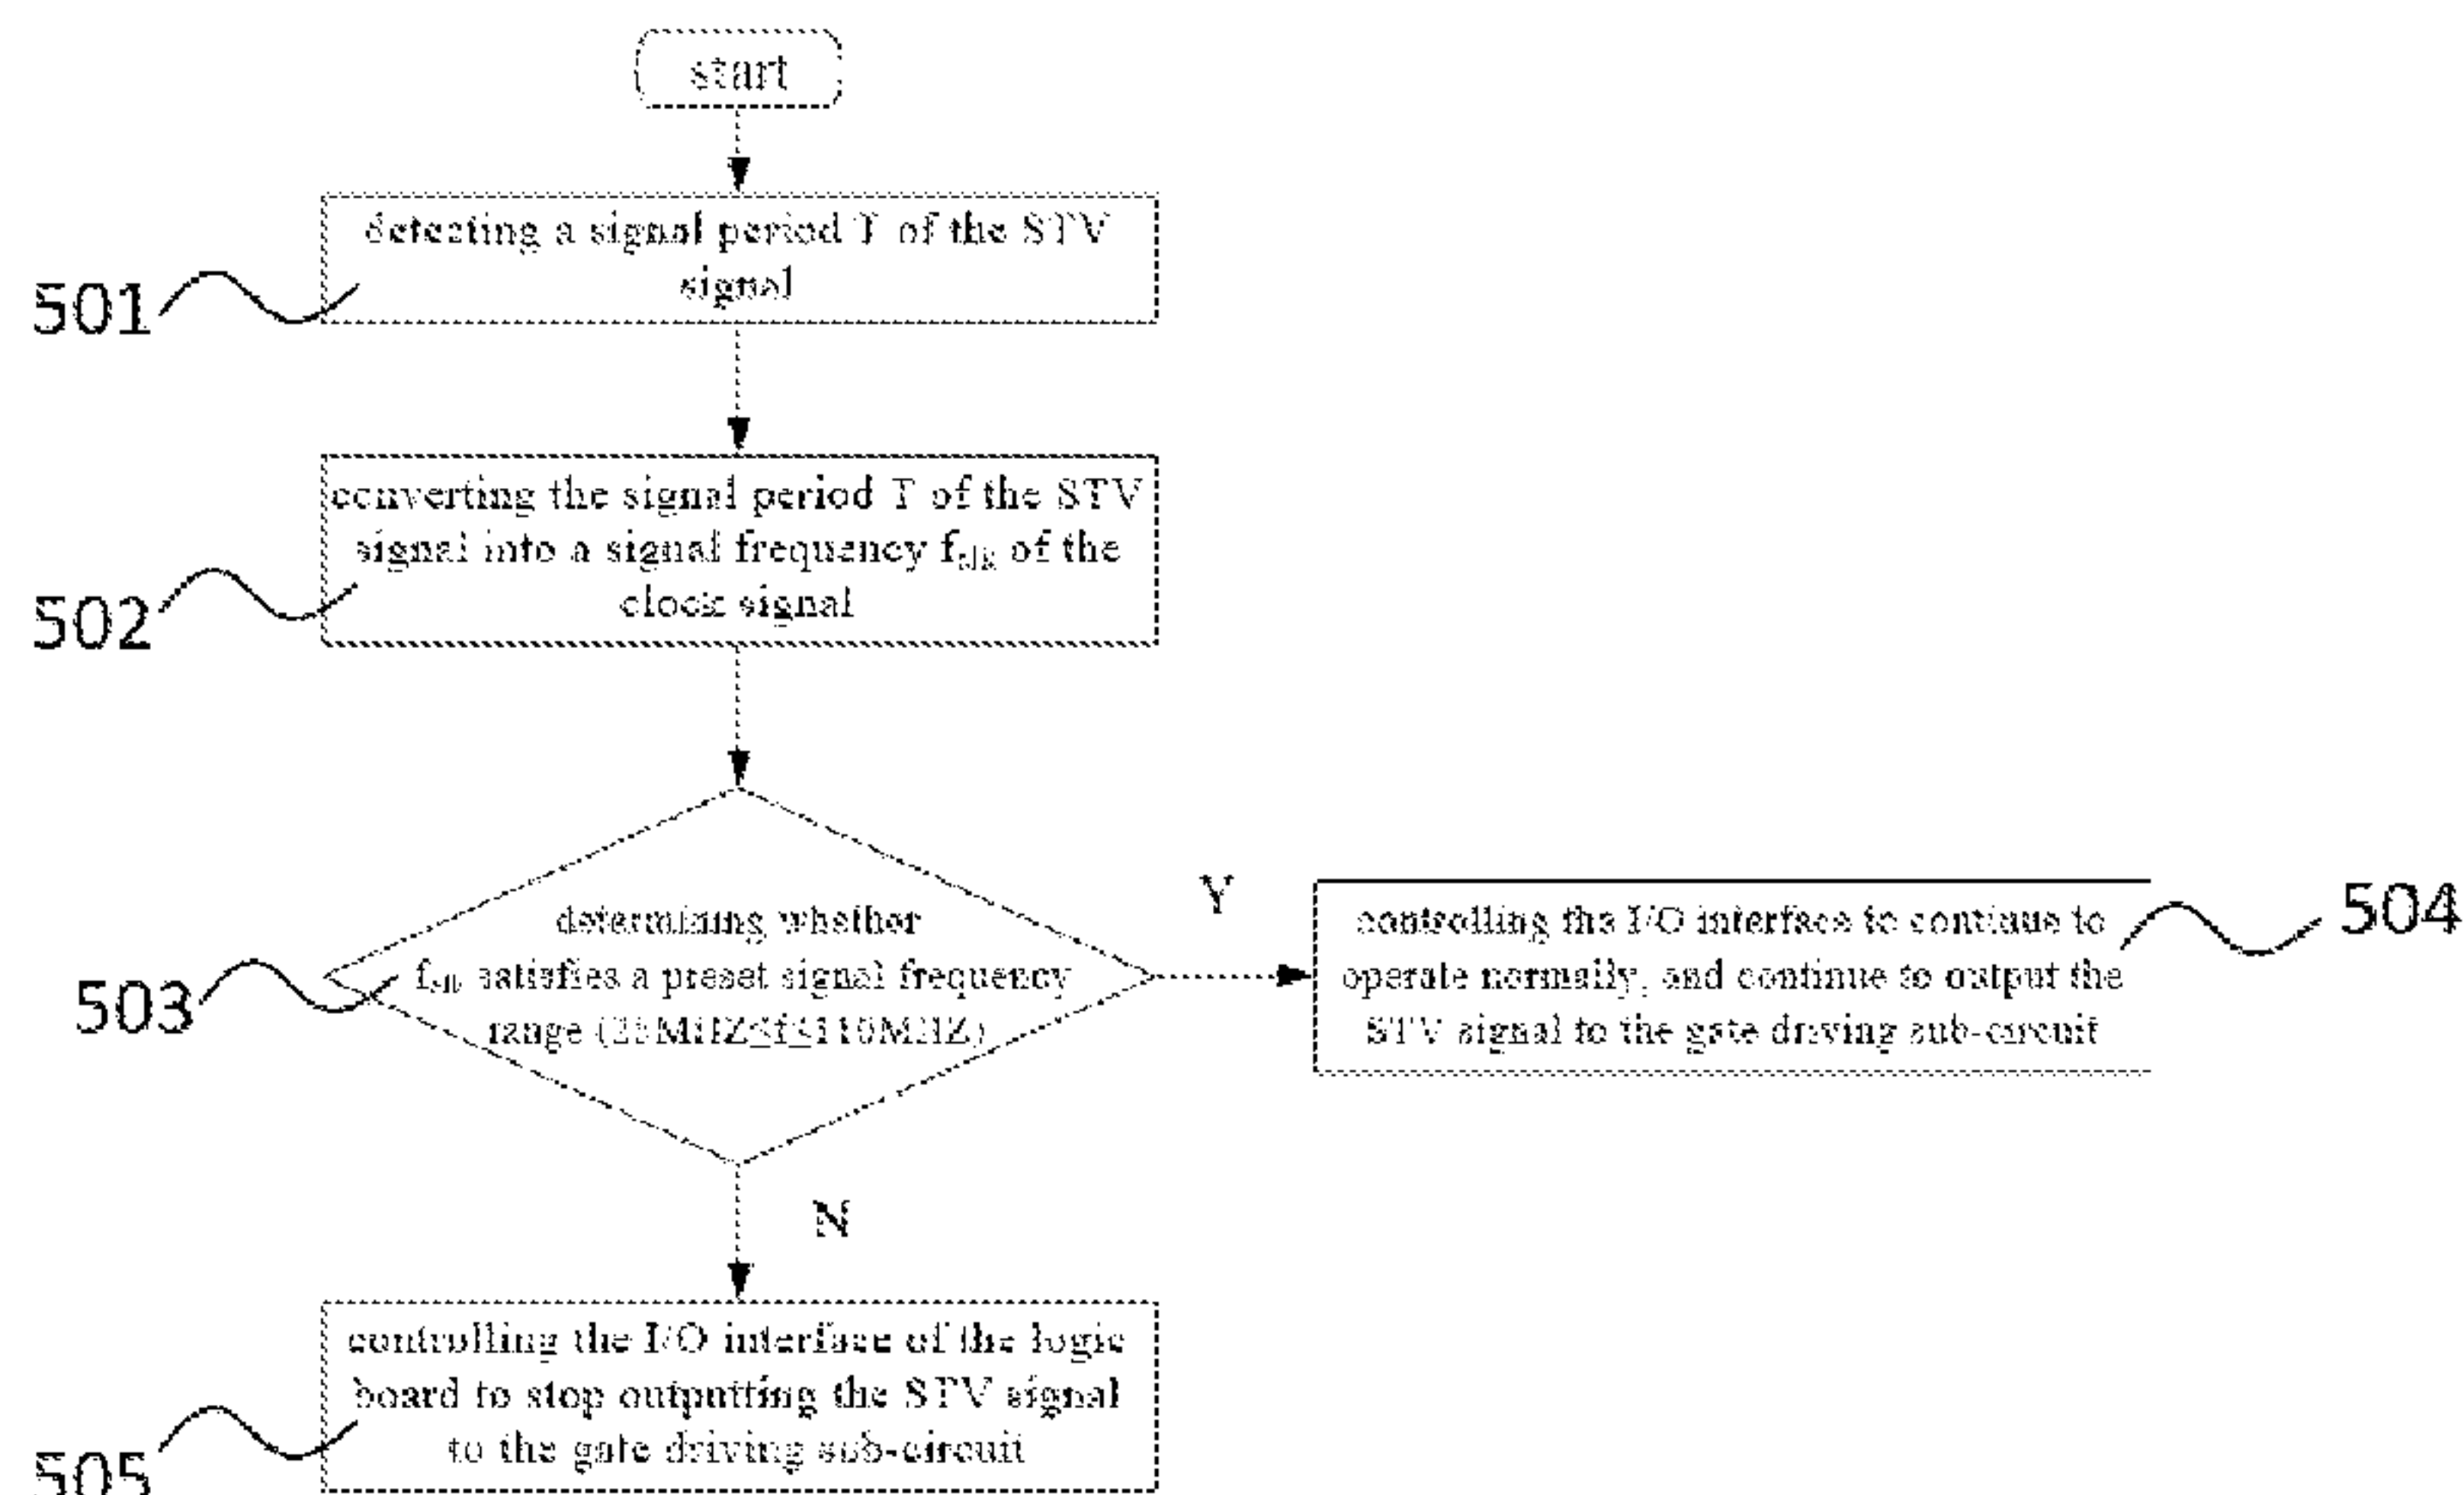 start
detecting a signal period T of the STV
signal
501
converting the signal period T of the STV
signal into a signal frequency fclk of the
clock signal
502
determining whether
fclk satisfies a preset signal frequency
range
503
Y
controlling the I/O interface to continue to
operate normally, and continue to output the
STV signal to the gate driving sub-circuit
504
N
controlling the I/O interface of the logic
board to stop outputting the STV signal
to the gate driving sub-circuit
505